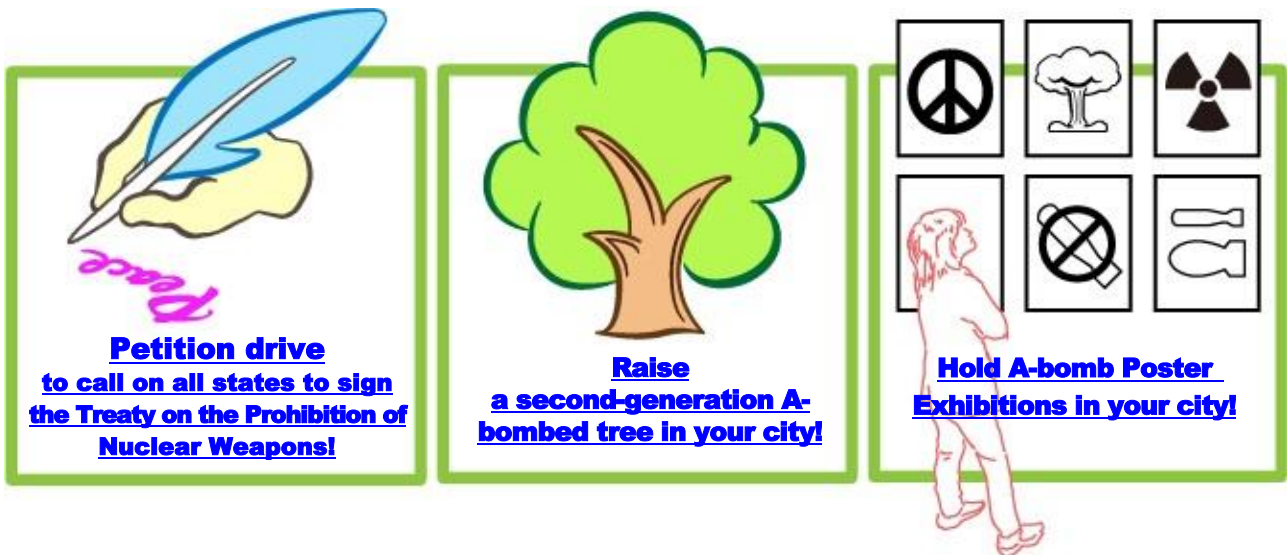 Peace
Petition drive
to call on all states to sign
the Treaty on the Prohibition of
Nuclear Weapons!
Raise
a second-generation A-
bombed tree in your city!
Hold A-bomb Poster
Exhibitions in your city!